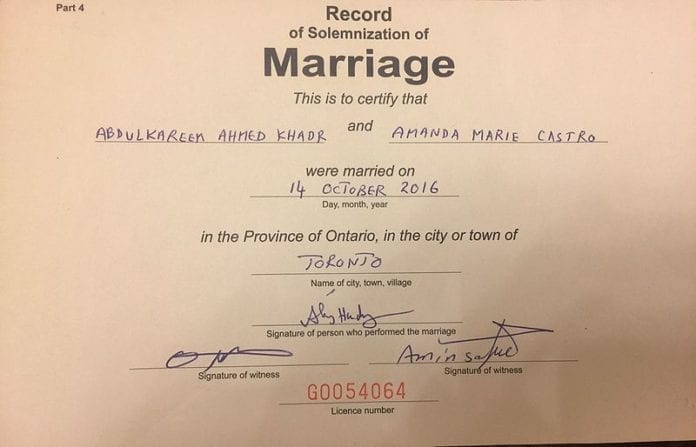 Part 4
Record
of Solemnization of
Marriage
This is to certify that
ABDULKAREEM AHMED KHADR and AMANDA MARIE CASTRO
were married on
14 OCTOBER 2016
Day, month, year
in the Province of Ontario, in the city or town of
TORONTO
Name of city, town, village
Signature of person who performed the marriage
Amin
Signature of witness
Signature of witness
G0054064
Licence number